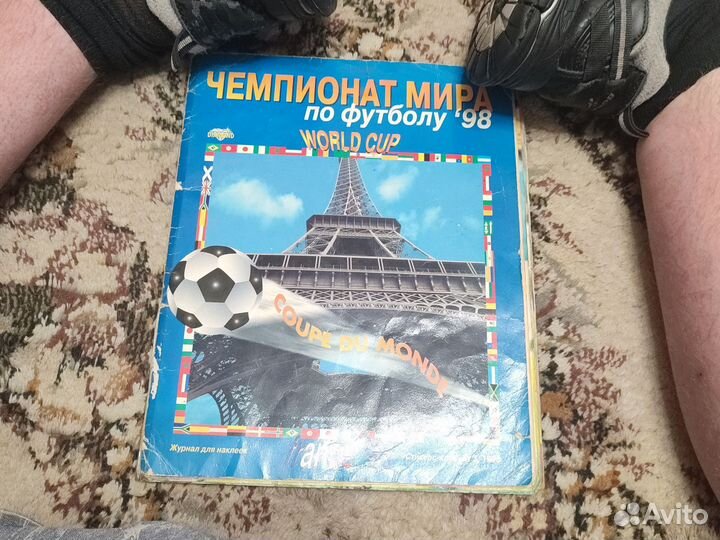 ЧЕМПИОНАТ МИРА
по футболу '98
WORLD CUP
COUPE DU MONDE
Журнал для наклеек
Avito